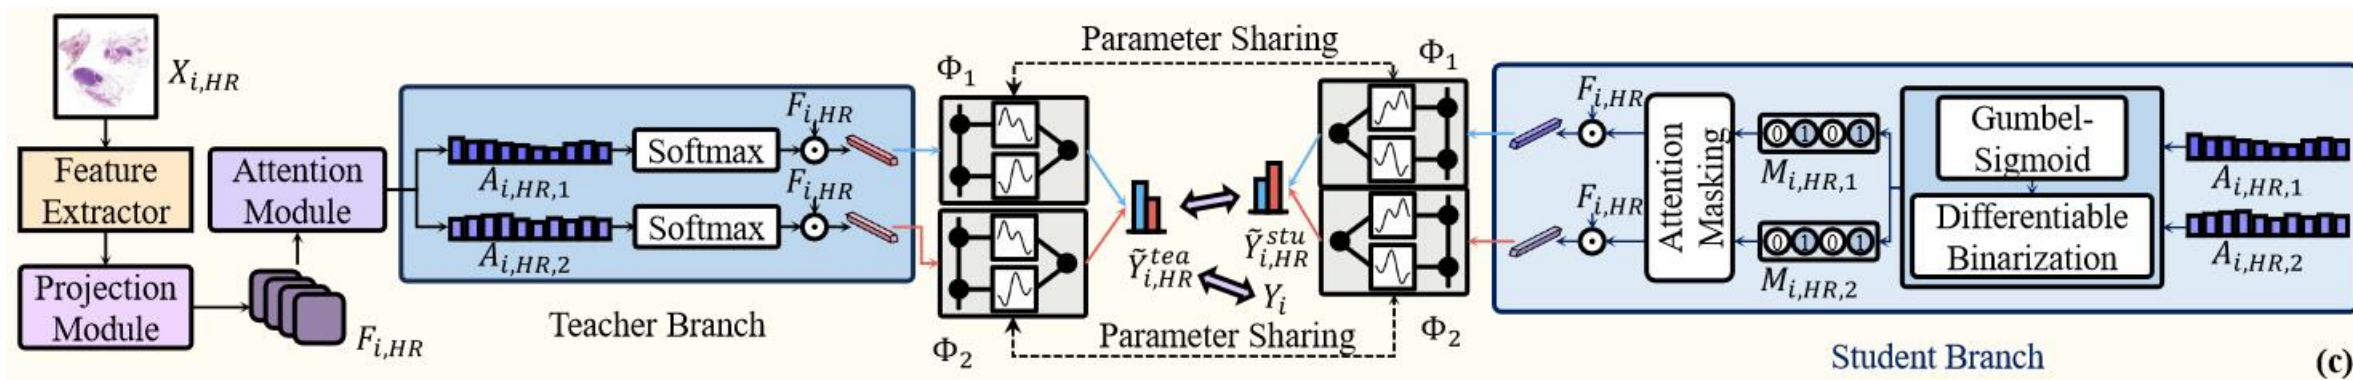 X_{i,HR}
Feature
Extractor
Projection
Module
F_{i,HR}
Attention
Module
A_{i,HR,1}
Softmax
F_{i,HR}
A_{i,HR,2}
Softmax
F_{i,HR}
Teacher Branch
Φ_1
Φ_2
Parameter Sharing
Parameter Sharing
Ỹ_{i,HR}^{tea}
Ỹ_{i,HR}^{stu}
Y_i
Φ_1
Φ_2
F_{i,HR}
F_{i,HR}
Attention
Masking
0 1 0 1
M_{i,HR,1}
0 1 0 1
M_{i,HR,2}
Gumbel-
Sigmoid
Differentiable
Binarization
A_{i,HR,1}
A_{i,HR,2}
Student Branch
(c)